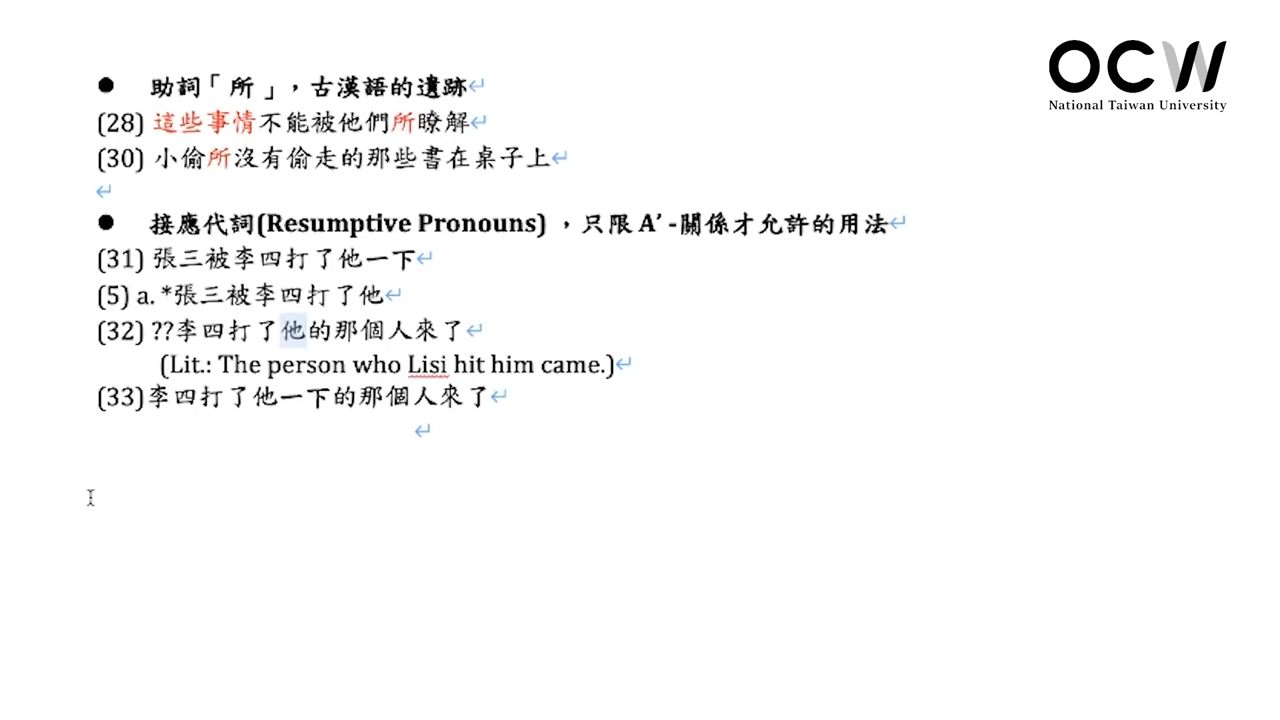 OCW
National Taiwan University
● 助詞「所」，古漢語的遺跡
(28) 這些事情不能被他們所瞭解
(30) 小偷所沒有偷走的那些書在桌子上
● 接應代詞(Resumptive Pronouns) ，只限 A’ -關係才允許的用法
(31) 張三被李四打了他一下
(5) a. *張三被李四打了他
(32) ??李四打了他的那個人來了
(Lit.: The person who Lisi hit him came.)
(33)李四打了他一下的那個人來了